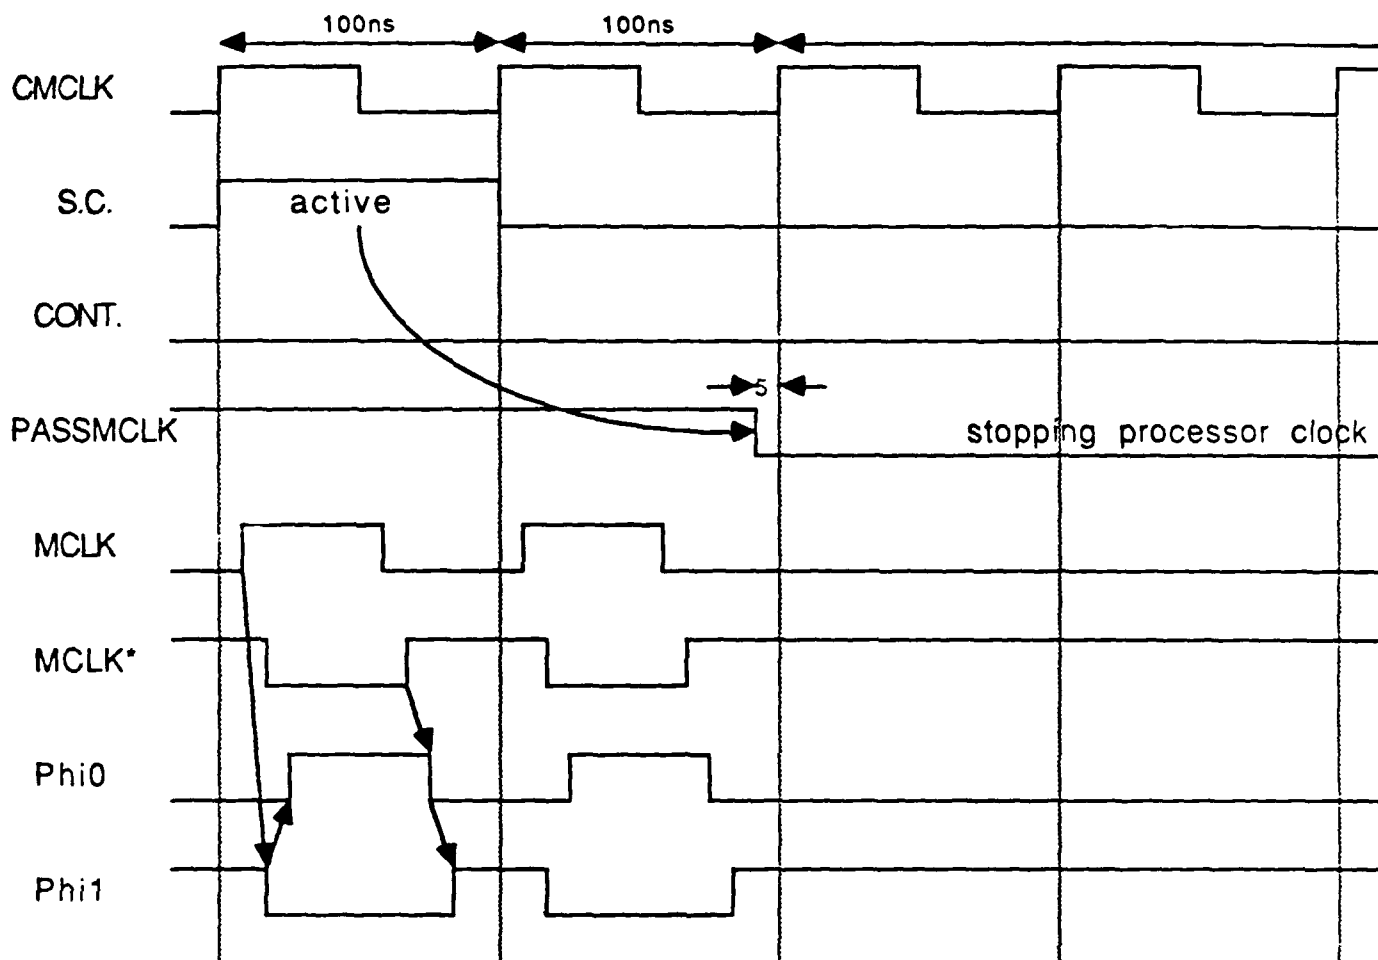 100ns 100ns
CMCLK
S.C. active
CONT.
5
PASSMCLK stopping processor clock
MCLK
MCLK*
Phi0
Phi1